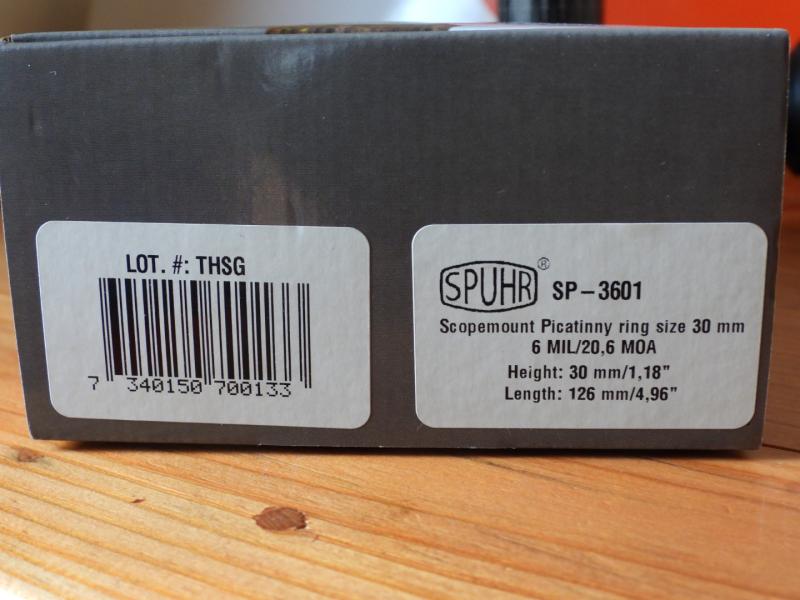 LOT. #: THSG
7 340150 700133
SPUHR® SP-3601
Scopemount Picatinny ring size 30 mm
6 MIL/20,6 MOA
Height: 30 mm/1,18”
Length: 126 mm/4,96”